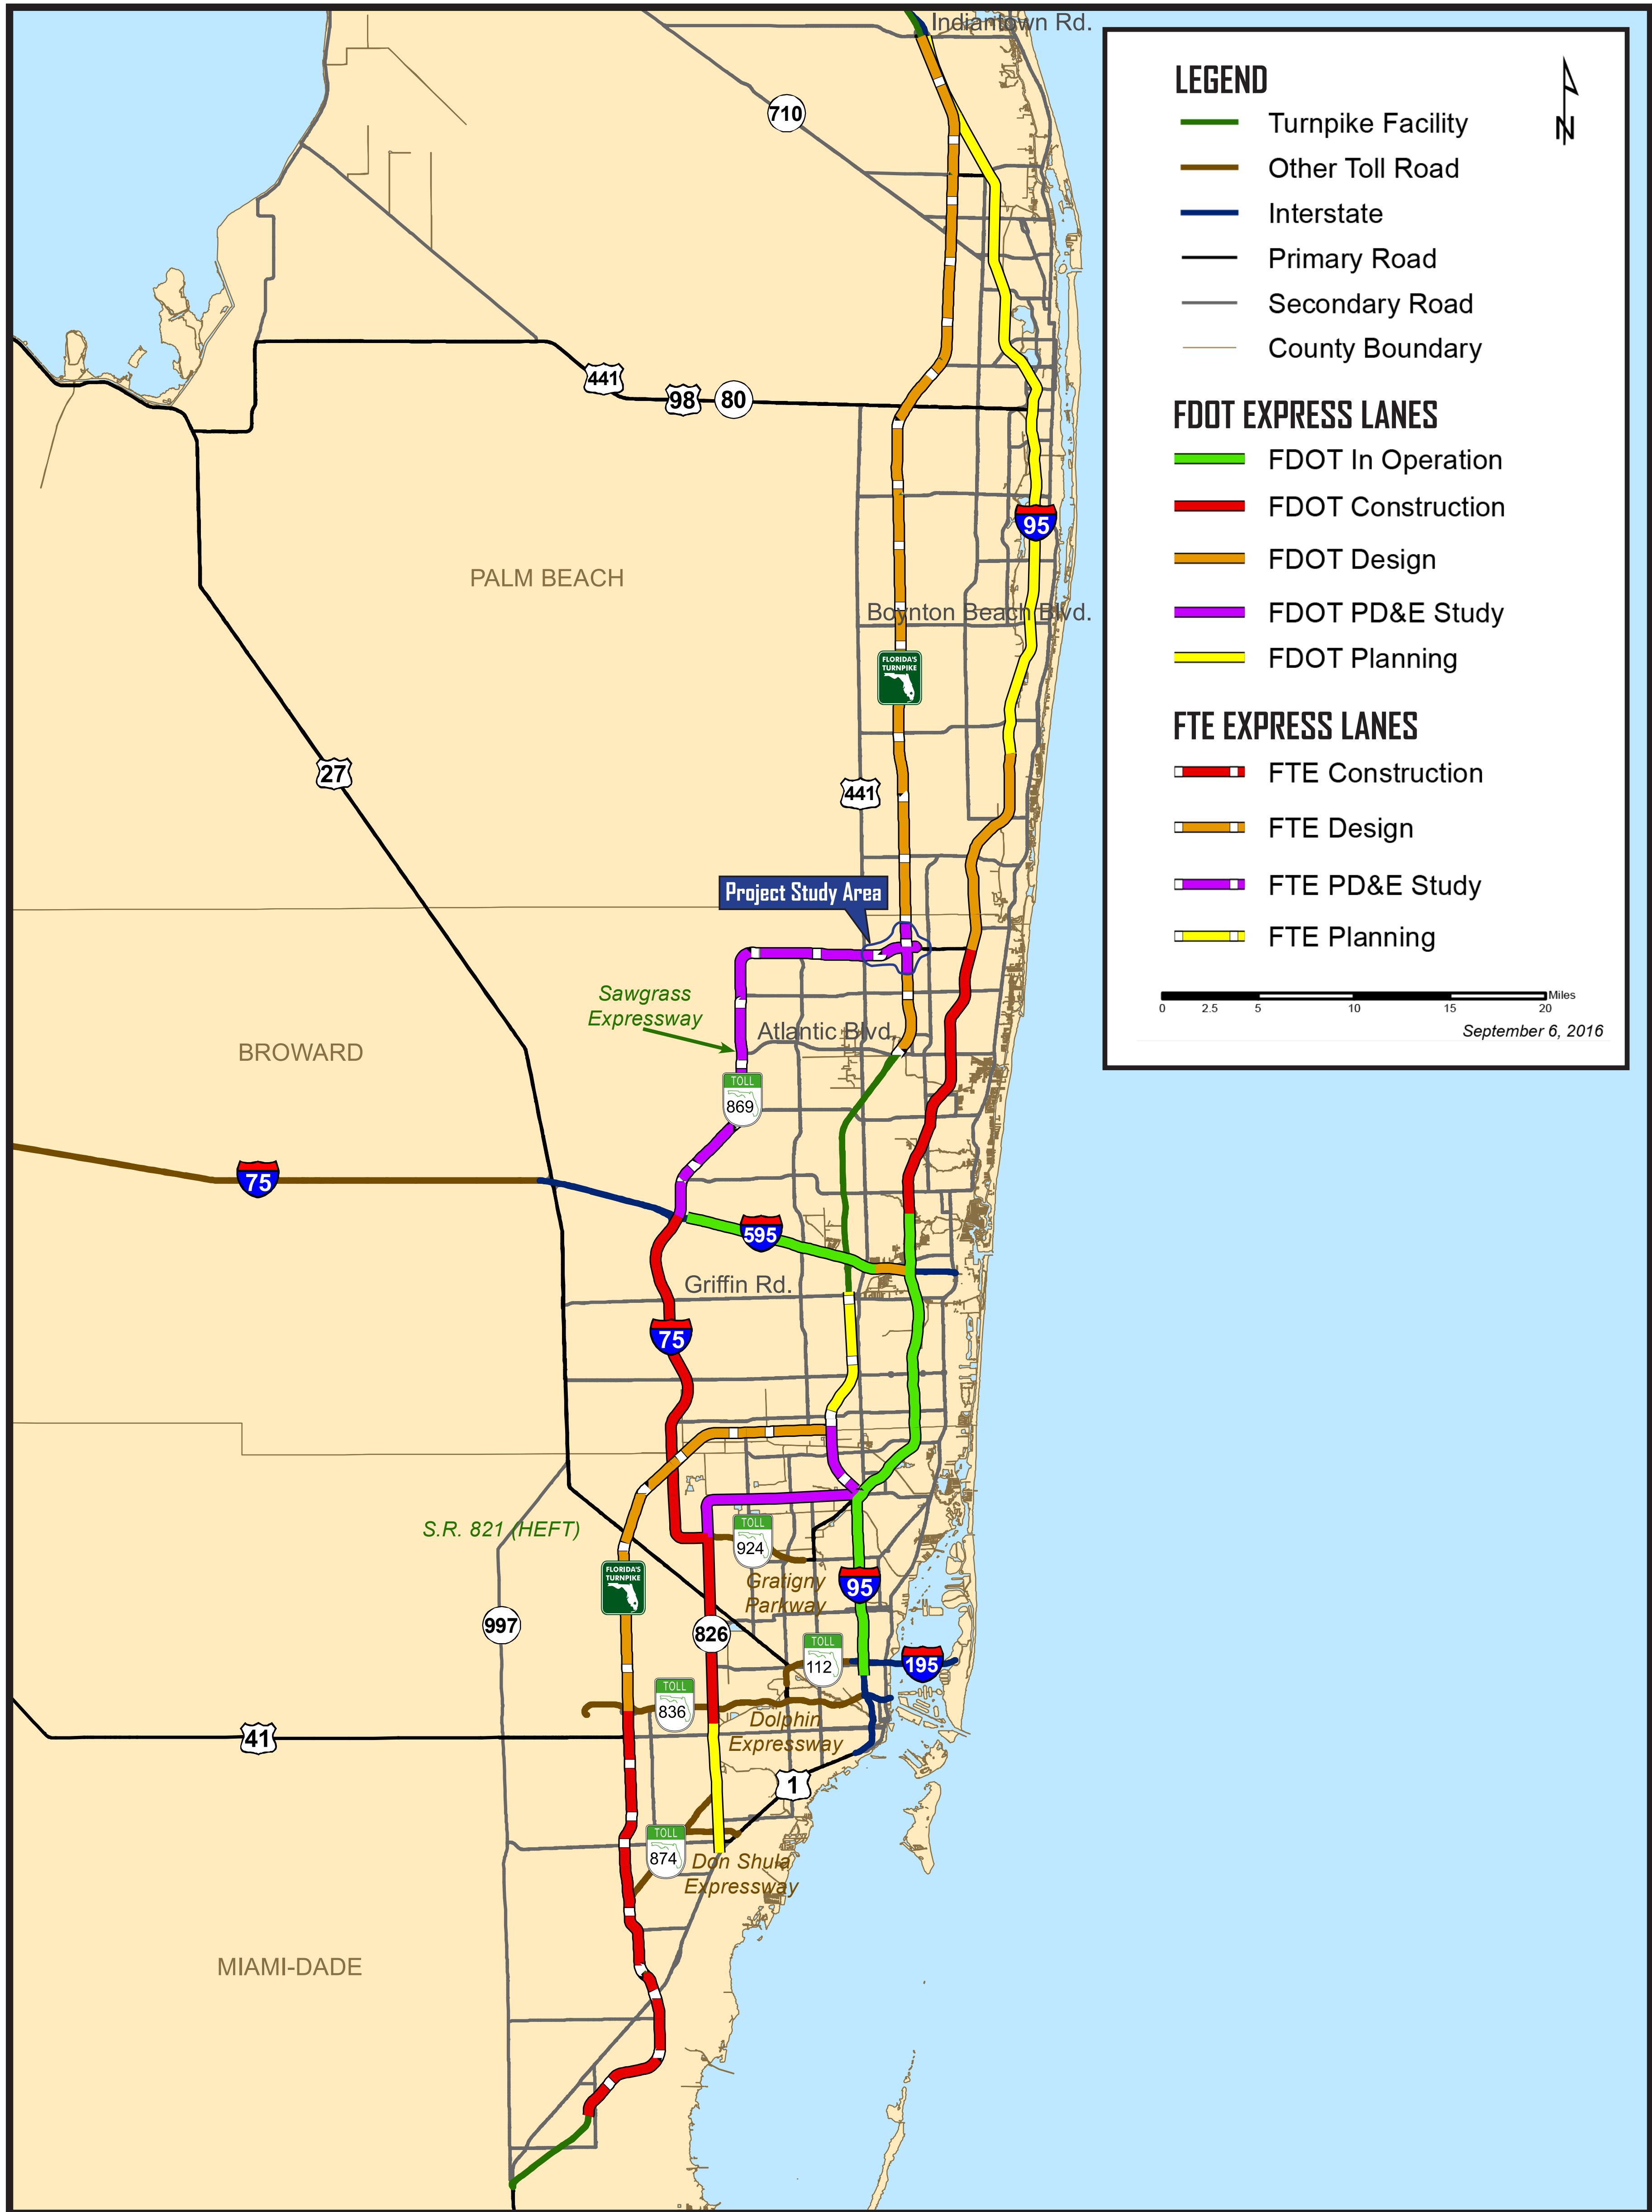 Indiantown Rd.
710
441
98
80
95
PALM BEACH
Boynton Beach Blvd.
FLORIDA'S
TURNPIKE
27
441
Project Study Area
Sawgrass
Expressway
Atlantic Blvd.
BROWARD
TOLL
869
75
595
Griffin Rd.
75
S.R. 821 (HEFT)
TOLL
924
FLORIDA'S
TURNPIKE
Gratigny
Parkway
95
997
826
TOLL
112
195
TOLL
836
Dolphin
Expressway
41
1
TOLL
874
Don Shula
Expressway
MIAMI-DADE
LEGEND
N
Turnpike Facility
Other Toll Road
Interstate
Primary Road
Secondary Road
County Boundary
FDOT EXPRESS LANES
FDOT In Operation
FDOT Construction
FDOT Design
FDOT PD&E Study
FDOT Planning
FTE EXPRESS LANES
FTE Construction
FTE Design
FTE PD&E Study
FTE Planning
Miles
0 2.5 5 10 15 20
September 6, 2016